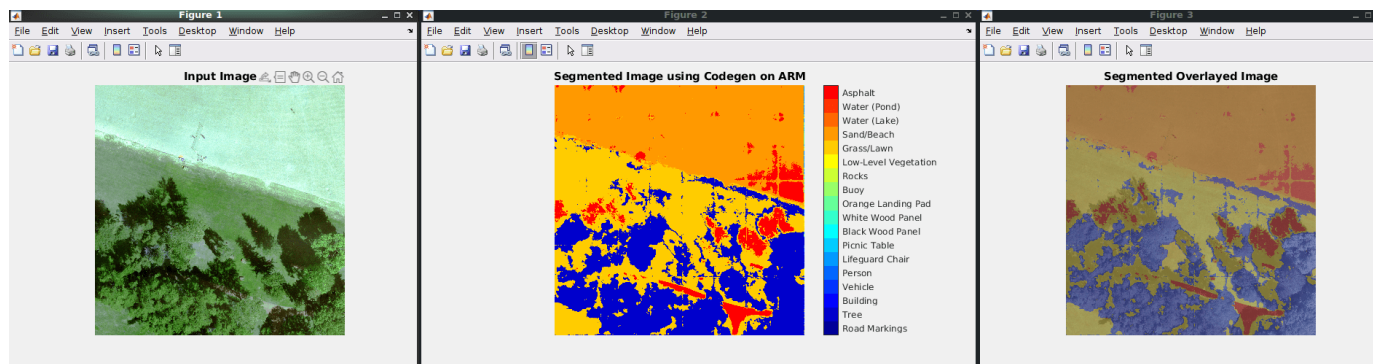 Figure 1
File Edit View Insert Tools Desktop Window Help
Input Image
Figure 2
File Edit View Insert Tools Desktop Window Help
Segmented Image using Codegen on ARM
Asphalt
Water (Pond)
Water (Lake)
Sand/Beach
Grass/Lawn
Low-Level Vegetation
Rocks
Buoy
Orange Landing Pad
White Wood Panel
Black Wood Panel
Picnic Table
Lifeguard Chair
Person
Vehicle
Building
Tree
Road Markings
Figure 3
File Edit View Insert Tools Desktop Window Help
Segmented Overlayed Image